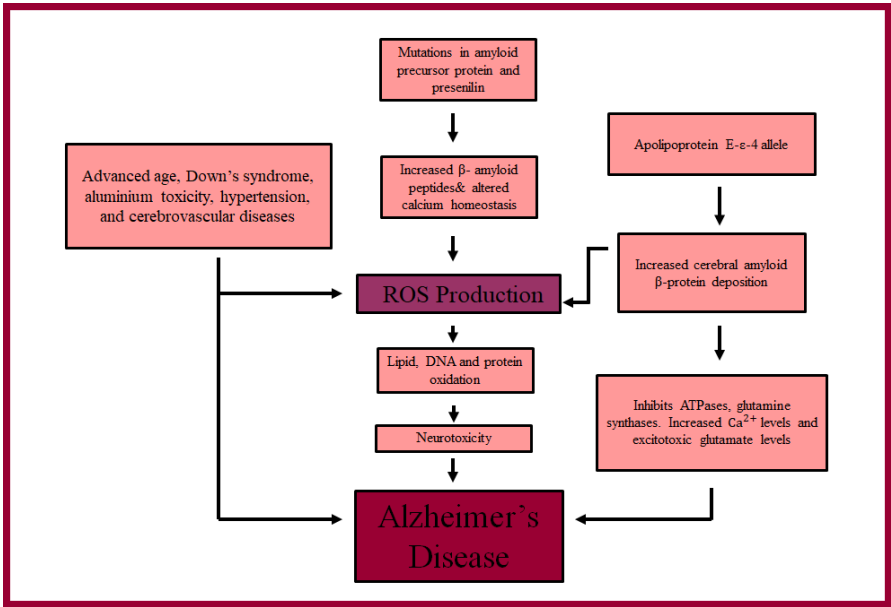 Mutations in amyloid
precursor protein and
presenilin
Apolipoprotein E-ε-4 allele
Advanced age, Down’s syndrome,
aluminium toxicity, hypertension,
and cerebrovascular diseases
Increased β- amyloid
peptides& altered
calcium homeostasis
Increased cerebral amyloid
β-protein deposition
ROS Production
Lipid, DNA and protein
oxidation
Inhibits ATPases, glutamine
synthases. Increased Ca²⁺ levels and
excitotoxic glutamate levels
Neurotoxicity
Alzheimer’s
Disease